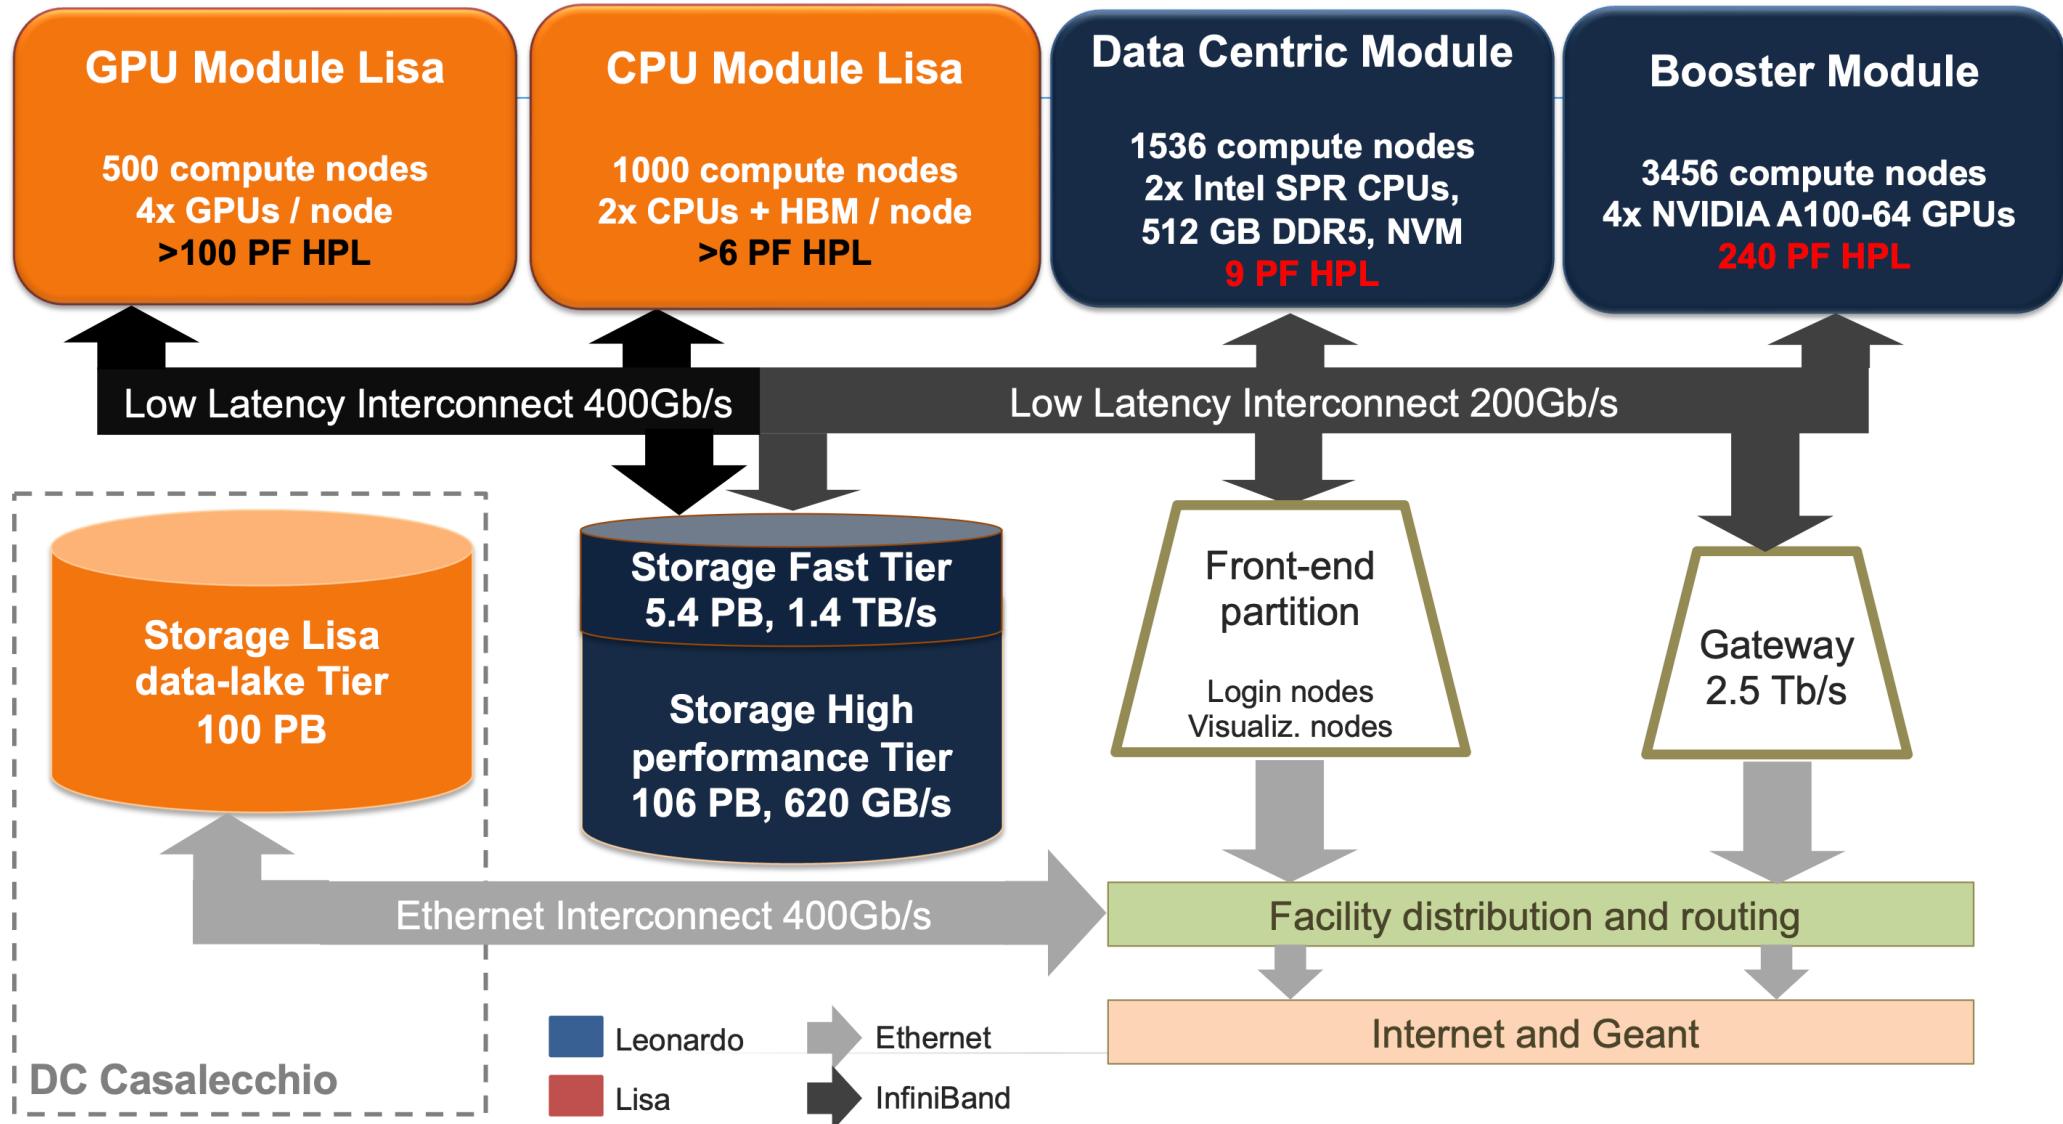 GPU Module Lisa
500 compute nodes
4x GPUs / node
>100 PF HPL
CPU Module Lisa
1000 compute nodes
2x CPUs + HBM / node
>6 PF HPL
Data Centric Module
1536 compute nodes
2x Intel SPR CPUs,
512 GB DDR5, NVM
9 PF HPL
Booster Module
3456 compute nodes
4x NVIDIA A100-64 GPUs
240 PF HPL
Low Latency Interconnect 400Gb/s
Low Latency Interconnect 200Gb/s
Storage Lisa
data-lake Tier
100 PB
Storage Fast Tier
5.4 PB, 1.4 TB/s
Storage High
performance Tier
106 PB, 620 GB/s
Front-end
partition
Login nodes
Visualiz. nodes
Gateway
2.5 Tb/s
Ethernet Interconnect 400Gb/s
Facility distribution and routing
Internet and Geant
DC Casalecchio
Leonardo
Ethernet
Lisa
InfiniBand